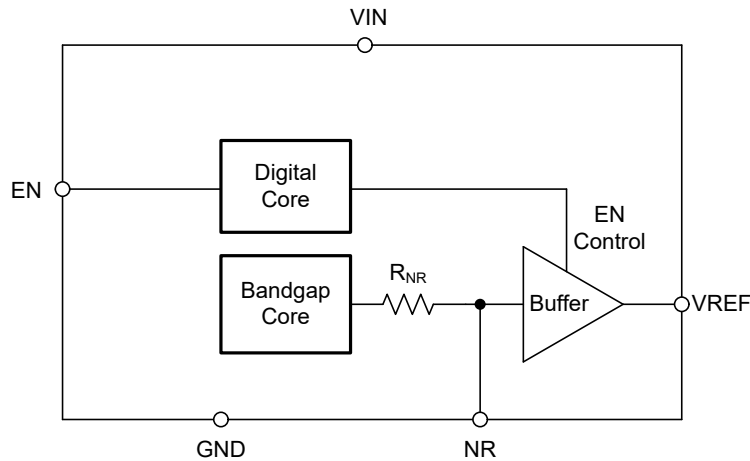 VIN
EN
Digital
Core
EN
Control
Bandgap
Core
RNR
Buffer
VREF
GND
NR